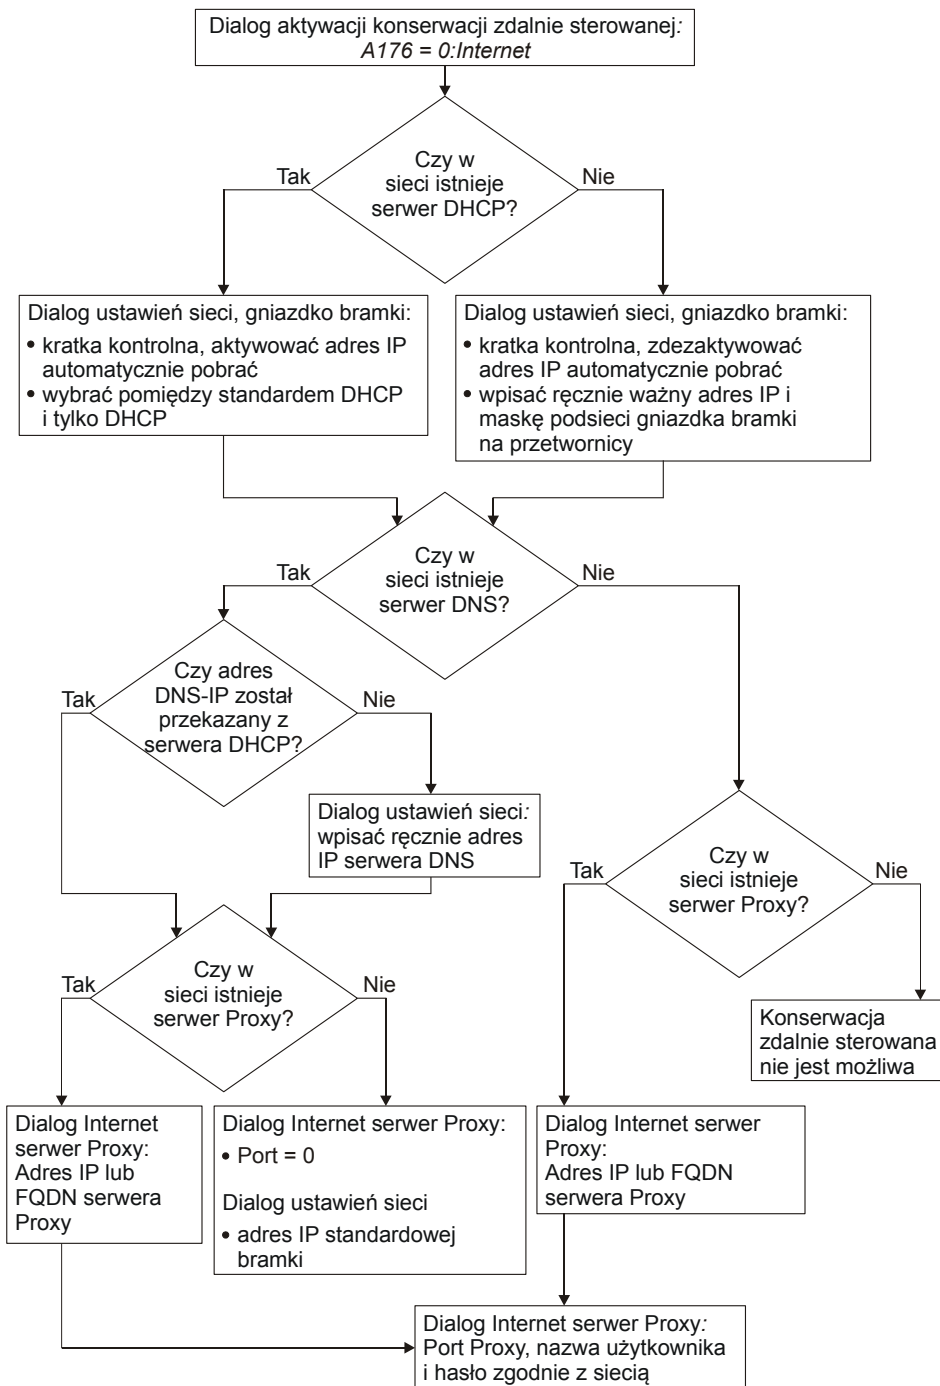 Dialog aktywacji konserwacji zdalnie sterowanej:
A176 = 0:Internet
Czy w
sieci istnieje
serwer DHCP?
Tak
Nie
Dialog ustawień sieci, gniazdko bramki:
• kratka kontrolna, aktywować adres IP
automatycznie pobrać
• wybrać pomiędzy standardem DHCP
i tylko DHCP
Dialog ustawień sieci, gniazdko bramki:
• kratka kontrolna, zdezaktywować
adres IP automatycznie pobrać
• wpisać ręcznie ważny adres IP i
maskę podsieci gniazdka bramki
na przetwornicy
Czy w
sieci istnieje
serwer DNS?
Tak
Nie
Czy adres
DNS-IP został
przekazany z
serwera DHCP?
Tak
Nie
Dialog ustawień sieci:
wpisać ręcznie adres
IP serwera DNS
Czy w
sieci istnieje
serwer Proxy?
Tak
Nie
Czy w
sieci istnieje
serwer Proxy?
Tak
Nie
Konserwacja
zdalnie sterowana
nie jest możliwa
Dialog Internet
serwer Proxy:
Adres IP lub
FQDN serwera
Proxy
Dialog Internet serwer Proxy:
• Port = 0
Dialog ustawień sieci
• adres IP standardowej
bramki
Dialog Internet serwer
Proxy:
Adres IP lub FQDN
serwera Proxy
Dialog Internet serwer Proxy:
Port Proxy, nazwa użytkownika
i hasło zgodnie z siecią